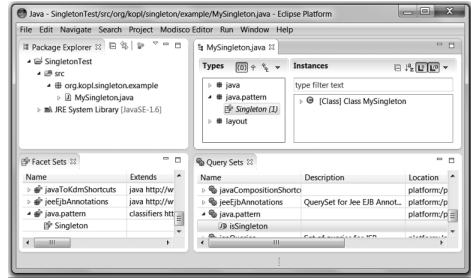 Java - SingletonTest/src/org/kopl/singleton/example/MySingleton.java - Eclipse Platform
File Edit Navigate Search Project Modisco Editor Run Window Help
Package Explorer
SingletonTest
src
org.kopl.singleton.example
MySingleton.java
JRE System Library [JavaSE-1.6]
MySingleton.java
Types
java
java.pattern
Singleton (1)
layout
Instances
type filter text
[Class] Class MySingleton
Facet Sets
Name Extends
javaToKdmShortcuts java http://w
jeeEjbAnnotations java http://w
java.pattern classifiers htt
Singleton
Query Sets
Name Description Location
javaCompositionShortcu platform:/p
jeeEjbAnnotations QuerySet for Jee EJB Annot... platform:/p
java.pattern platform:/p
isSingleton